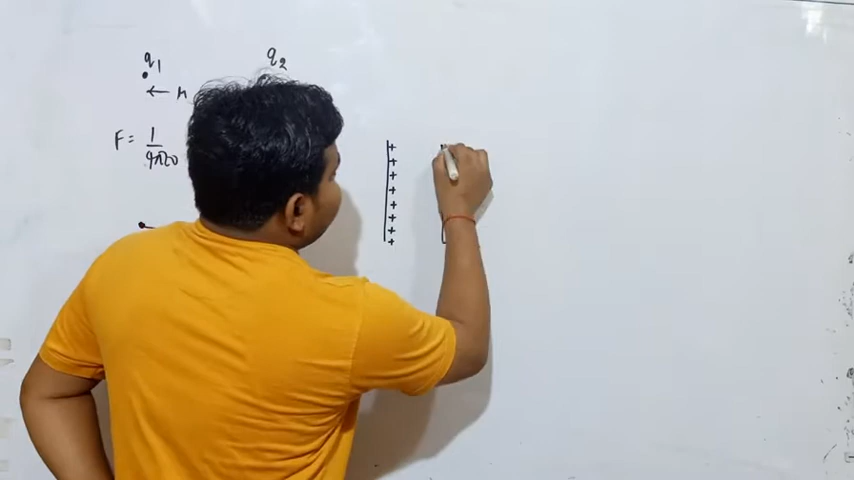 q₁ q₂
← r
F = 1
4πε0
+
+
+
+
+
+
+
+